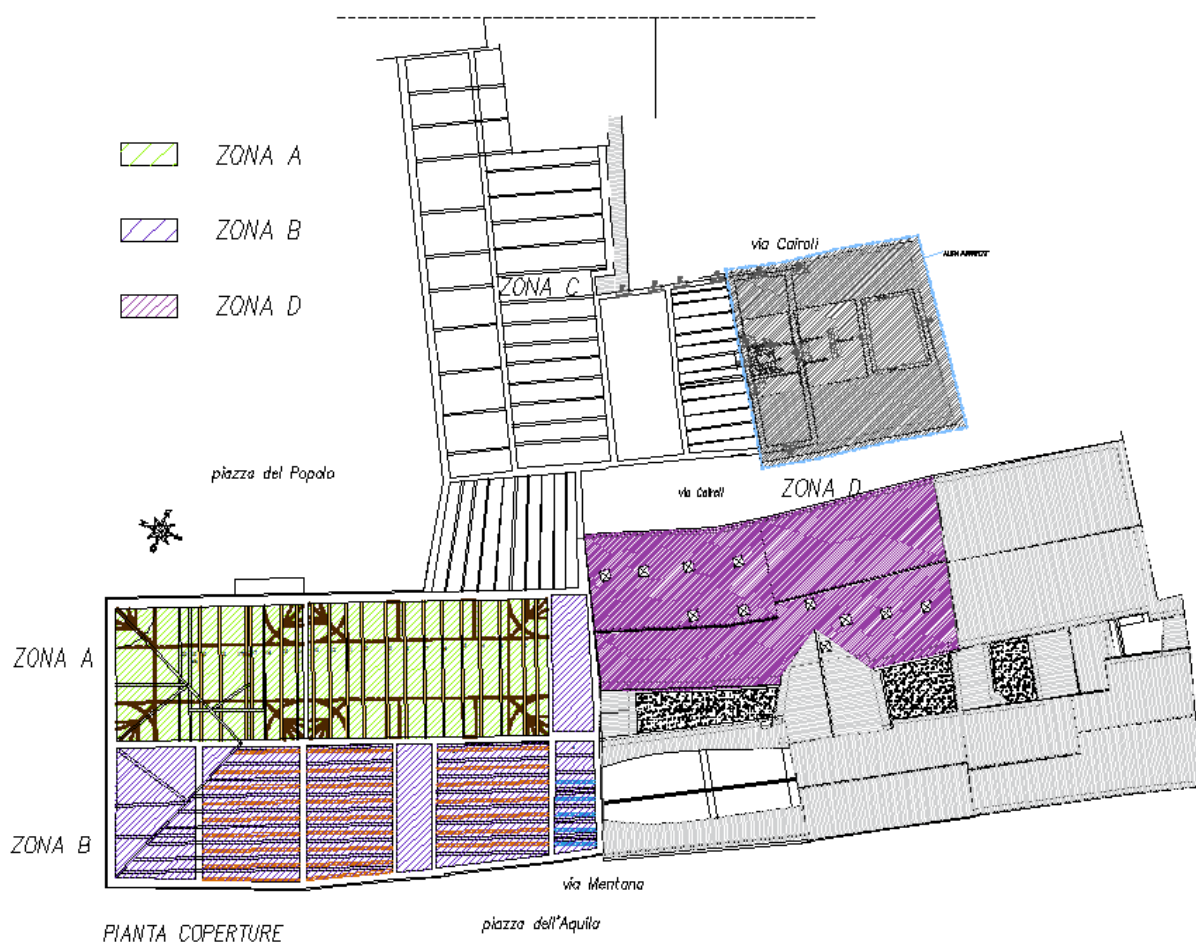 ZONA A
ZONA B
via Cairoli
ZONA C
ZONA D
piazza del Popolo
via Cairoli
ZONA D
ZONA A
ZONA B
via Mentana
piazza dell'Aquila
PIANTA COPERTURE